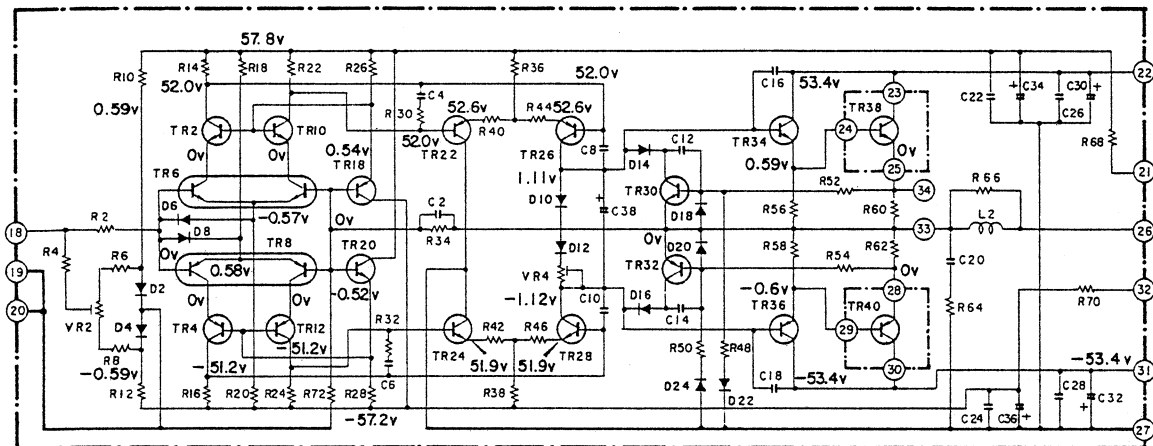 57.8v
R10
R14
R18
R22
R26
R36
52.0v
52.0v
C16
53.4v
22
23
C34
C30
C22
C26
0.59v
C4
R30
52.6v
R44
52.6v
R40
TR38
24
TR2
TR10
52.0v
TR22
TR26
C8
C12
TR34
R68
0v
0v
0.54v
TR18
D14
0.59v
0v
25
21
TR6
1.11v
TR30
R52
34
R66
D6
-0.57v
C2
D10
C38
D18
R56
R60
18
R2
D8
0v
R34
33
L2
26
R4
0v
TR8
TR20
D12
0v
D20
R58
R62
19
R6
0.58v
VR4
TR32
R54
0v
C20
D2
-0.52v
28
32
20
0v
0v
-1.12v
C10
D16
-0.6v
TR40
R64
R70
VR2
D4
TR4
TR12
R32
C14
TR36
29
R8
TR24
R42
R46
TR28
R50
R48
-51.2v
-51.2v
51.9v
51.9v
30
-53.4v
31
-0.59v
C6
D24
C18
-53.4v
C28
C32
R12
R16
R20
R24
R72
R28
R38
D22
C24
C36
-57.2v
27